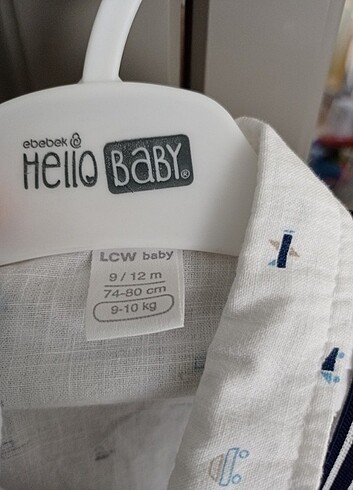 ebebek
Hello BABY®
LCW baby
9 / 12 m
74-80 cm
9-10 kg